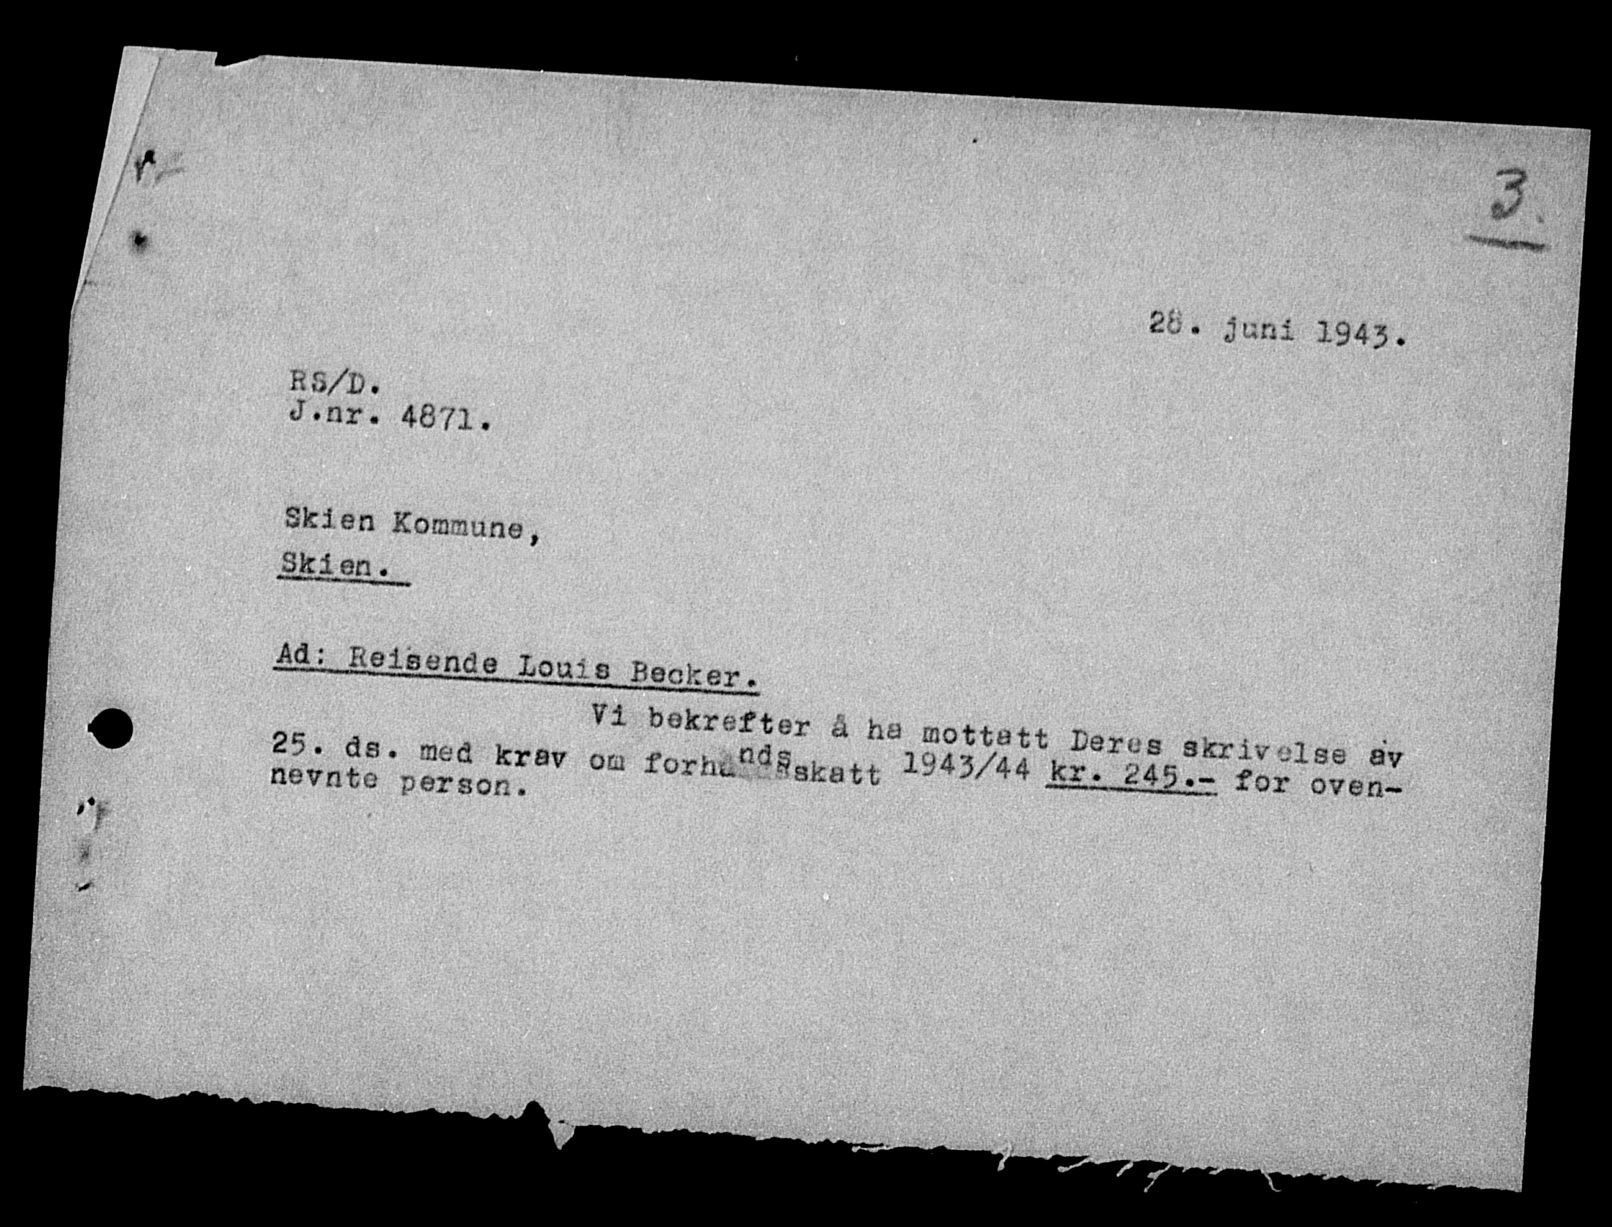 3.
28. juni 1943.
RS/D.
J.nr. 4871.
Skien Kommune,
Skien.
Ad: Reisende Louis Becker.
Vi bekrefter å ha mottatt Deres skrivelse av
25. ds. med krav om forhåndsskatt 1943/44 kr. 245.- for oven-
nevnte person.